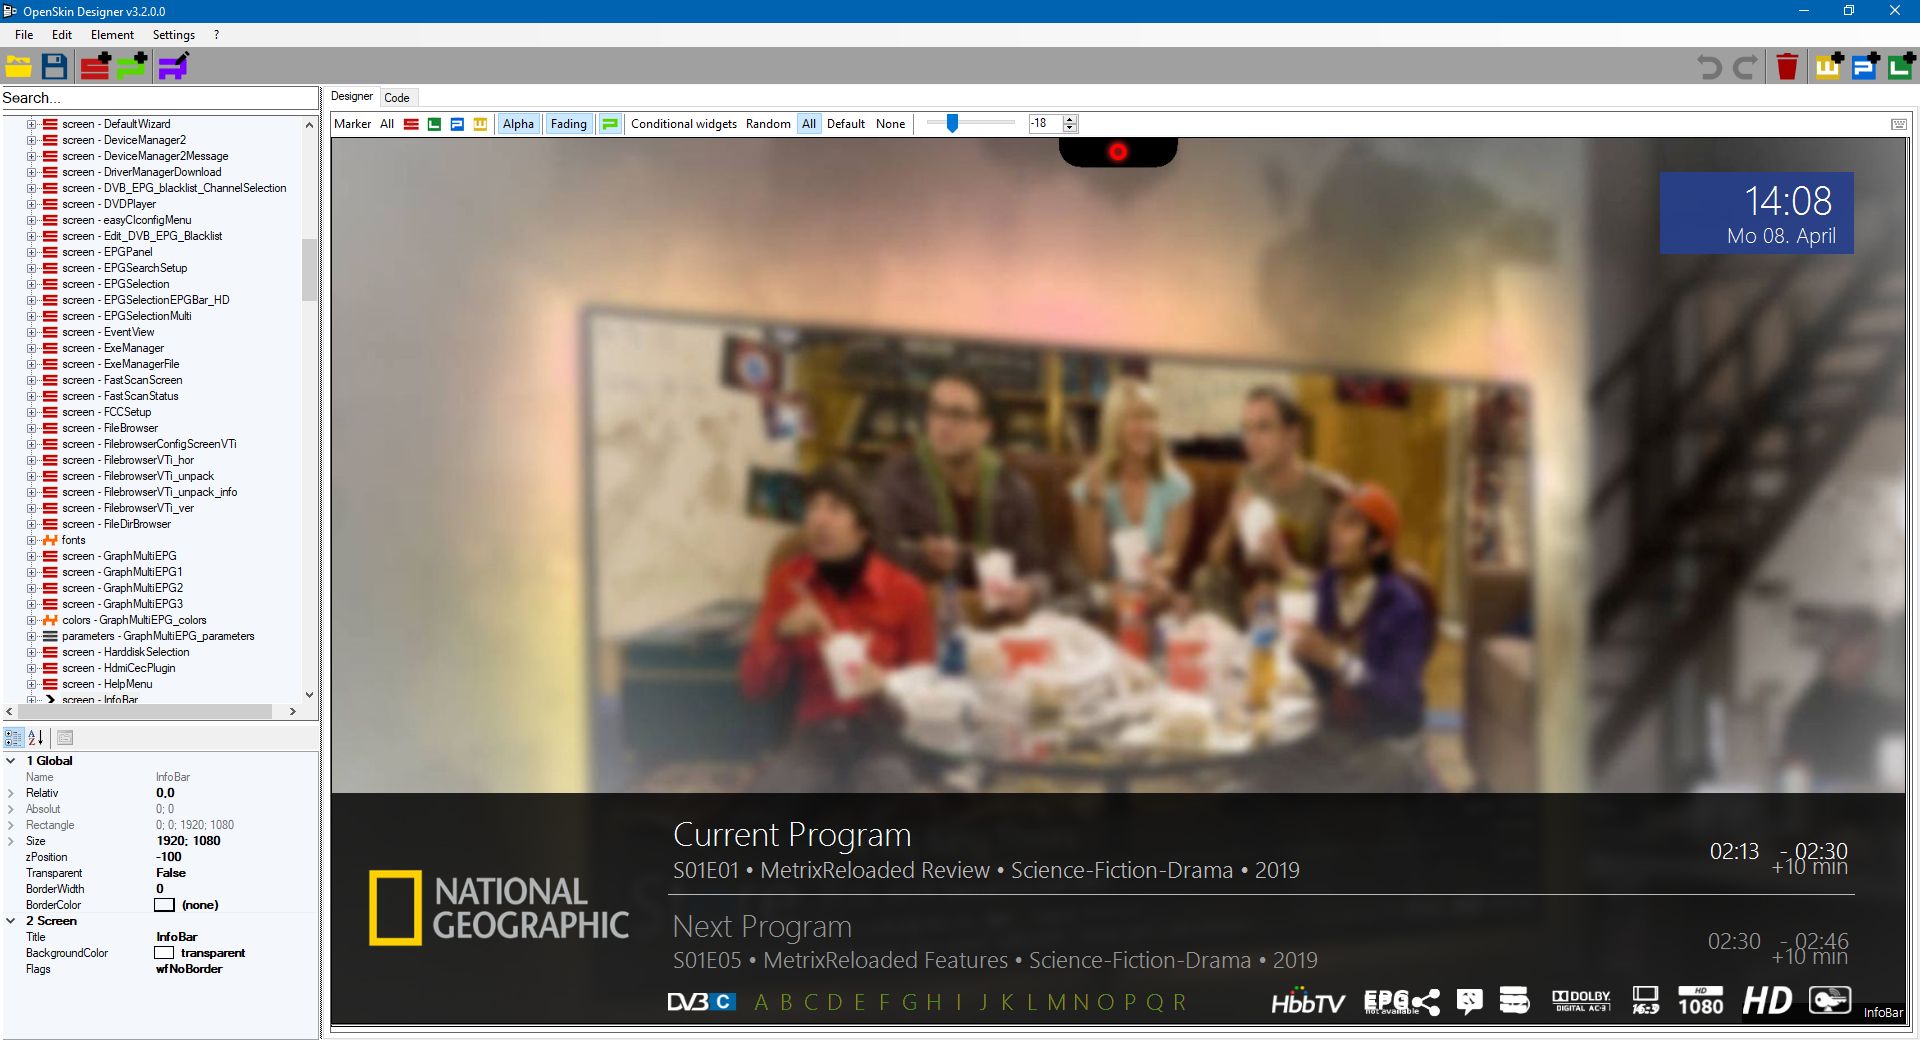 OpenSkin Designer v3.2.0.0
File Edit Element Settings ?
Search...
screen - DefaultWizard
screen - DeviceManager2
screen - DeviceManager2Message
screen - DriverManagerDownload
screen - DVB_EPG_blacklist_ChannelSelection
screen - DVDPlayer
screen - easyCIconfigMenu
screen - Edit_DVB_EPG_Blacklist
screen - EPGPanel
screen - EPGSearchSetup
screen - EPGSelection
screen - EPGSelectionEPGBar_HD
screen - EPGSelectionMulti
screen - EventView
screen - ExeManager
screen - ExeManagerFile
screen - FastScanScreen
screen - FastScanStatus
screen - FCCSetup
screen - FileBrowser
screen - FilebrowserConfigScreenVTi
screen - FilebrowserVTi_hor
screen - FilebrowserVTi_unpack
screen - FilebrowserVTi_unpack_info
screen - FilebrowserVTi_ver
screen - FileDirBrowser
fonts
screen - GraphMultiEPG
screen - GraphMultiEPG1
screen - GraphMultiEPG2
screen - GraphMultiEPG3
colors - GraphMultiEPG_colors
parameters - GraphMultiEPG_parameters
screen - HarddiskSelection
screen - HdmiCecPlugin
screen - HelpMenu
screen - InfoBar
1 Global
Name InfoBar
Relativ 0,0
Absolut 0; 0
Rectangle 0; 0; 1920; 1080
Size 1920; 1080
zPosition -100
Transparent False
BorderWidth 0
BorderColor (none)
2 Screen
Title InfoBar
BackgroundColor transparent
Flags wfNoBorder
Designer Code
Marker All Alpha Fading Conditional widgets Random All Default None -18
14:08
Mo 08. April
Current Program
02:13 - 02:30
S01E01 • MetrixReloaded Review • Science-Fiction-Drama • 2019
+10 min
NATIONAL
GEOGRAPHIC
Next Program
02:30 - 02:46
S01E05 • MetrixReloaded Features • Science-Fiction-Drama • 2019
+10 min
DVB C A B C D E F G H I J K L M N O P Q R
HbbTV
EPG
not available
DOLBY
DIGITAL AC-3
16:9
HD
1080
HD
InfoBar